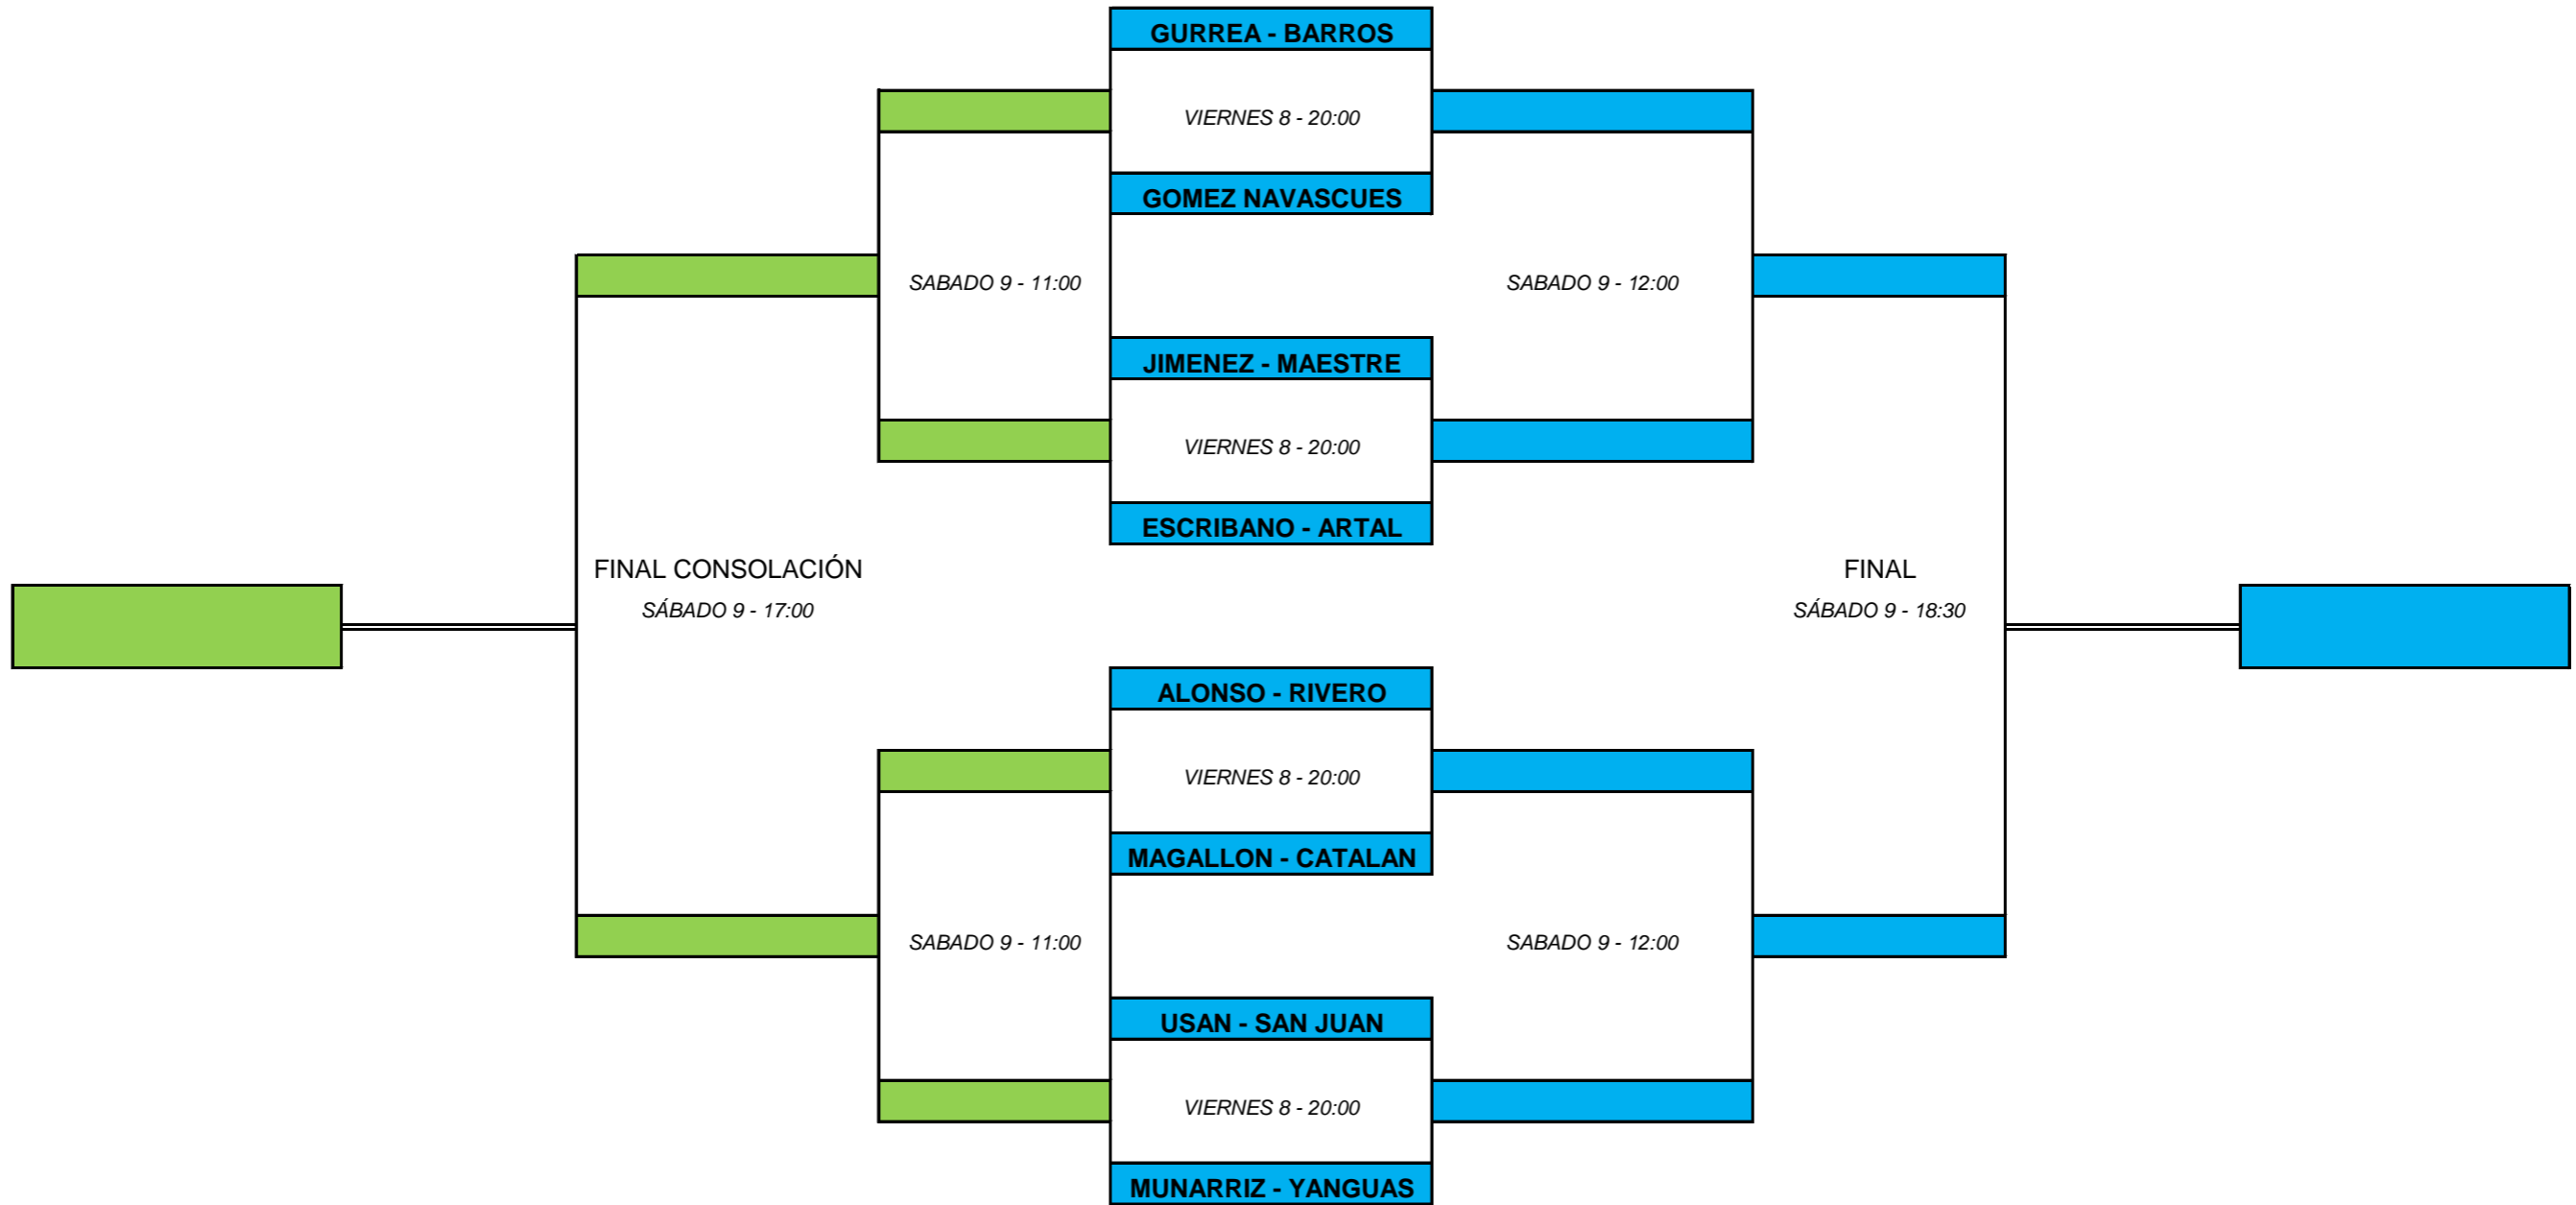 GURREA - BARROS
VIERNES 8 - 20:00
GOMEZ NAVASCUES
SABADO 9 - 11:00
SABADO 9 - 12:00
JIMENEZ - MAESTRE
VIERNES 8 - 20:00
ESCRIBANO - ARTAL
FINAL CONSOLACIÓN
SÁBADO 9 - 17:00
FINAL
SÁBADO 9 - 18:30
ALONSO - RIVERO
VIERNES 8 - 20:00
MAGALLON - CATALAN
SABADO 9 - 11:00
SABADO 9 - 12:00
USAN - SAN JUAN
VIERNES 8 - 20:00
MUNARRIZ - YANGUAS